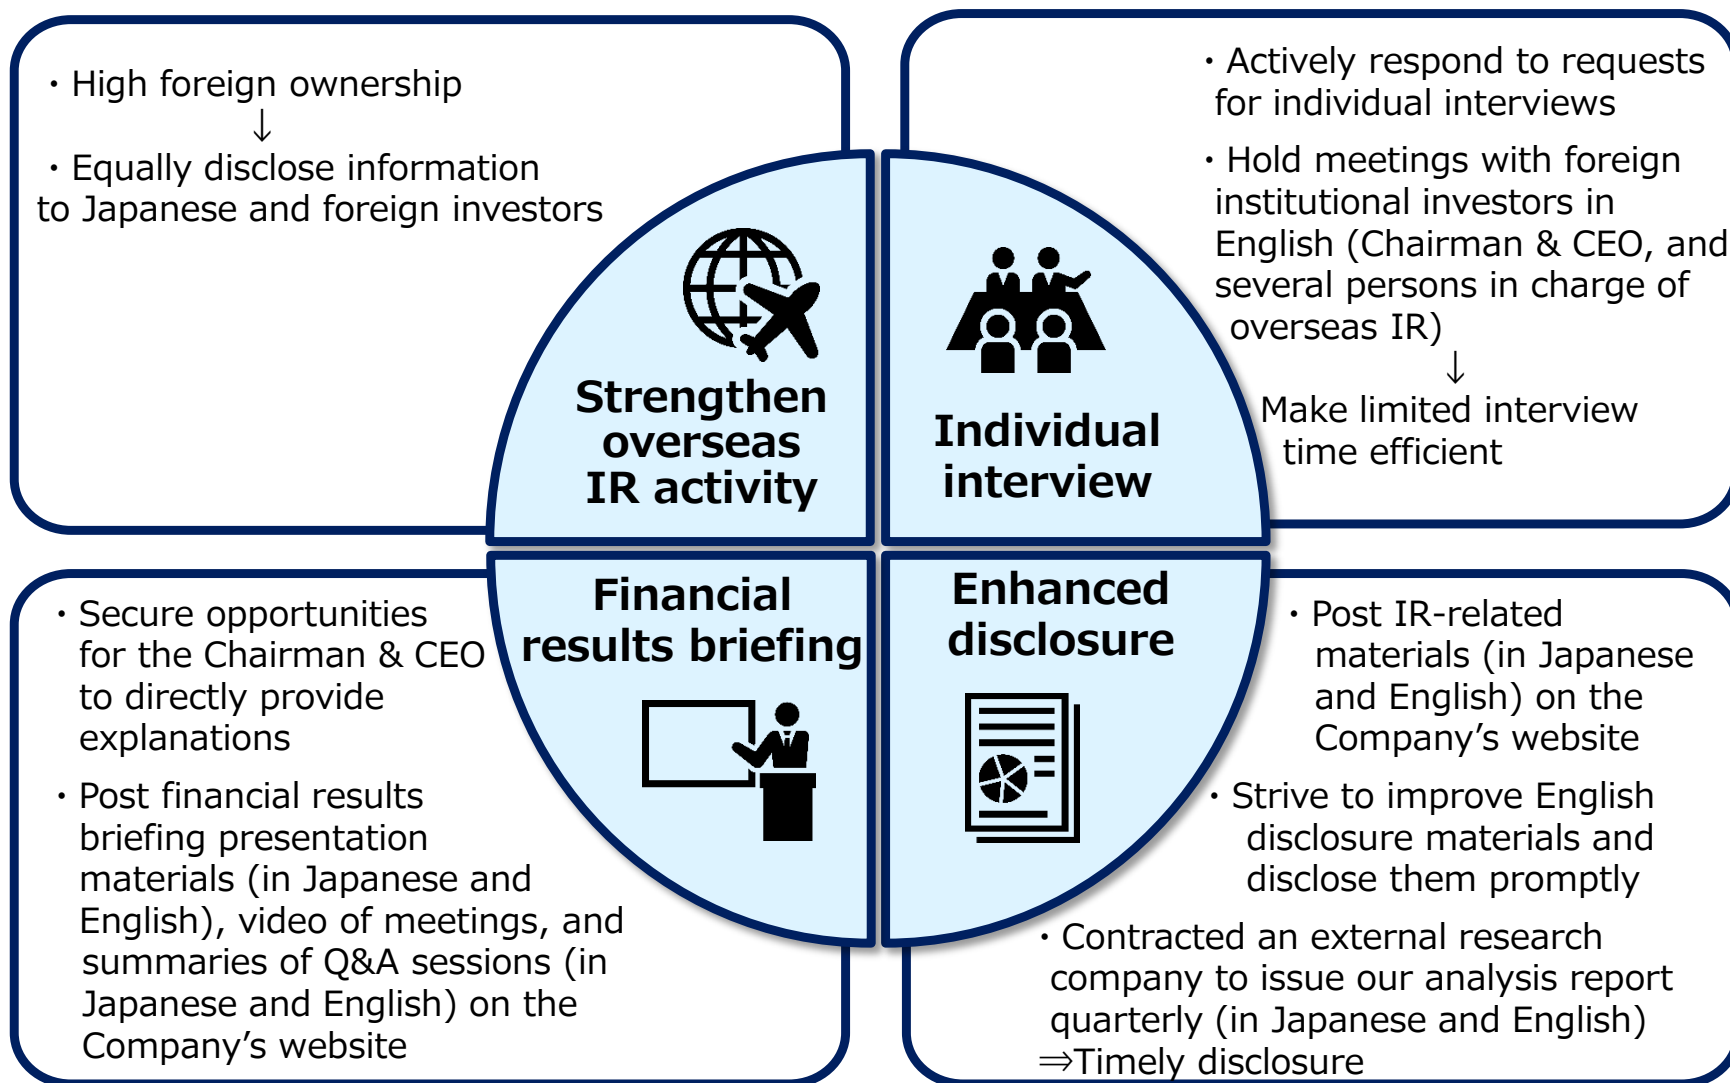 ・High foreign ownership
↓
・Equally disclose information
to Japanese and foreign investors
Strengthen
overseas
IR activity
・Actively respond to requests
for individual interviews
・Hold meetings with foreign
institutional investors in
English (Chairman & CEO, and
several persons in charge of
overseas IR)
↓
Make limited interview
time efficient
Individual
interview
Financial
results briefing
・Secure opportunities
for the Chairman & CEO
to directly provide
explanations
・Post financial results
briefing presentation
materials (in Japanese and
English), video of meetings, and
summaries of Q&A sessions (in
Japanese and English) on the
Company’s website
Enhanced
disclosure
・Post IR-related
materials (in Japanese
and English) on the
Company’s website
・Strive to improve English
disclosure materials and
disclose them promptly
・Contracted an external research
company to issue our analysis report
quarterly (in Japanese and English)
⇒Timely disclosure